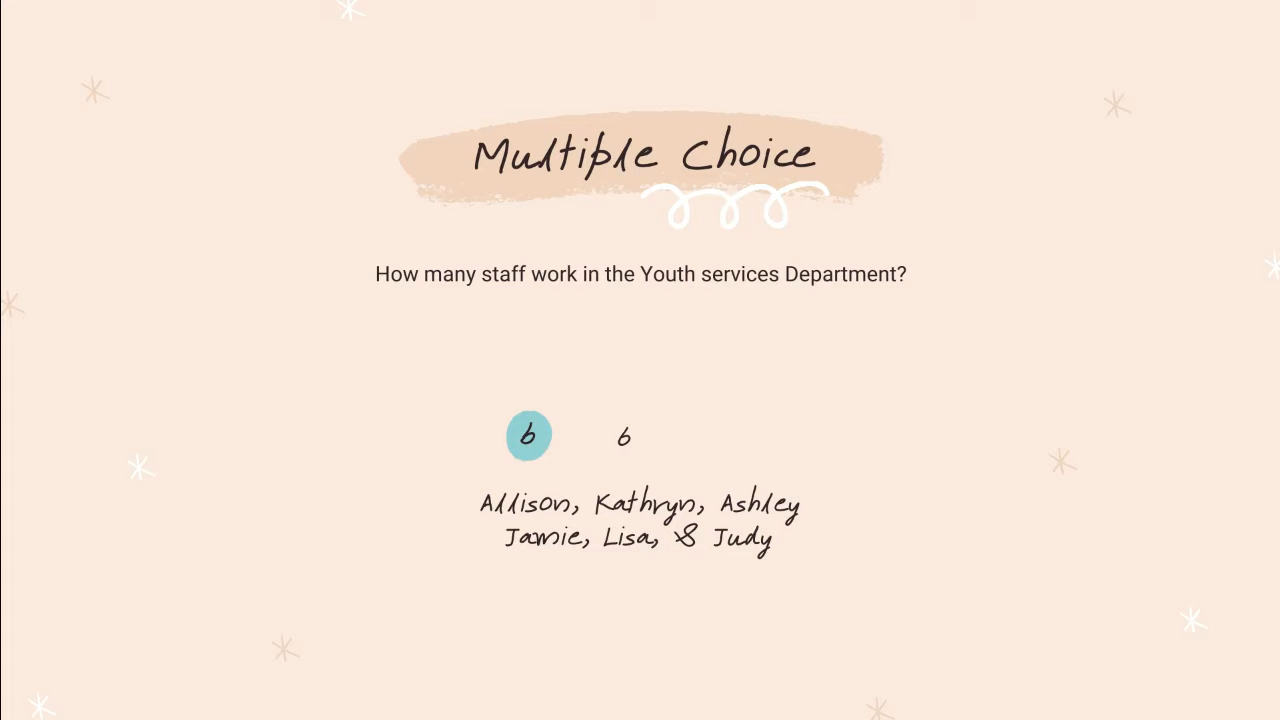 Multiple Choice
How many staff work in the Youth services Department?
b 6
Allison, Kathryn, Ashley
Jamie, Lisa, & Judy